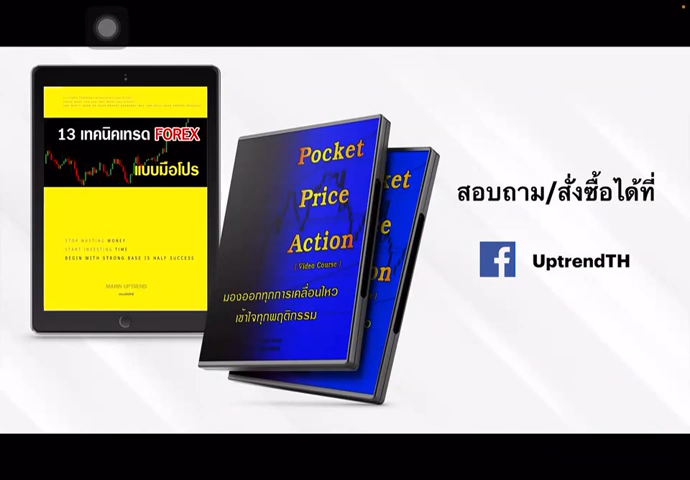 13 เทคนิคเทรด FOREX
แบบมือโปร
STOP WASTING MONEY
START INVESTING TIME
BEGIN WITH STRONG BASE IS HALF SUCCESS
MARN UPTREND
Pocket
Price
Action
( Video Course )
มองออกทุกการเคลื่อนไหว
เข้าใจทุกพฤติกรรม
สอบถาม/สั่งซื้อได้ที่
UptrendTH